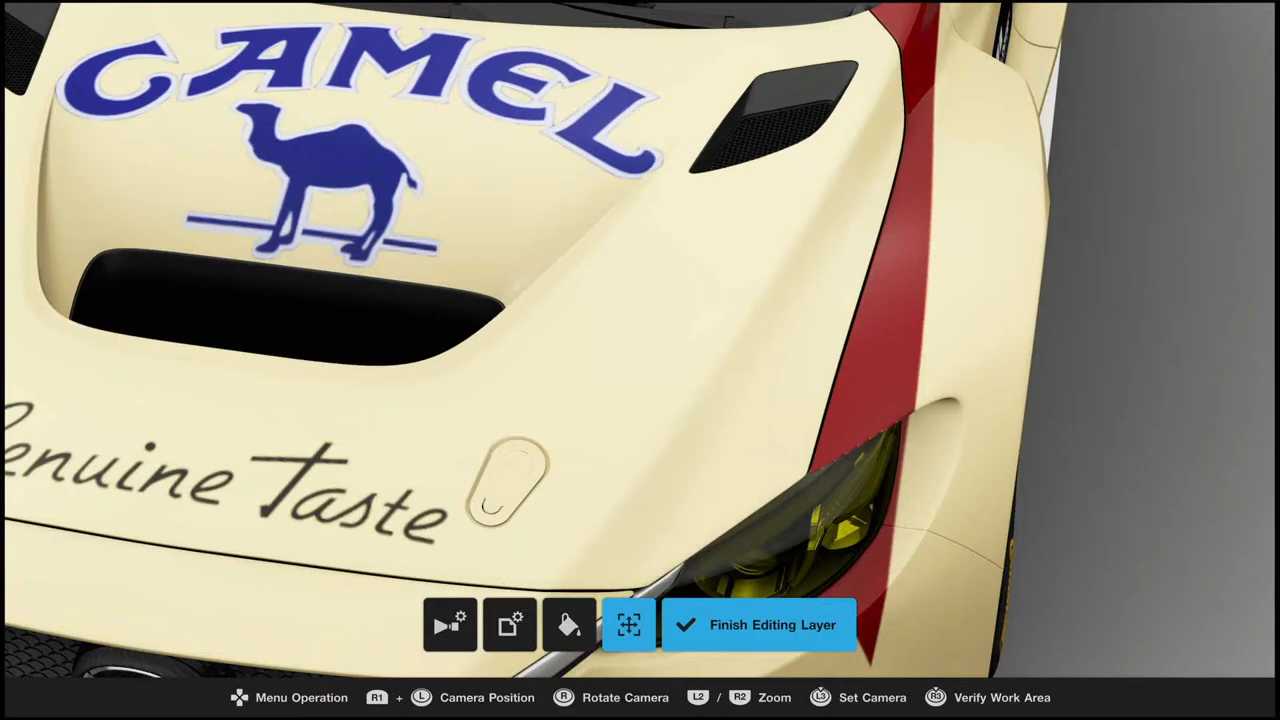 CAMEL
enuine Taste
Finish Editing Layer
Menu Operation R1 + L Camera Position R Rotate Camera L2 / R2 Zoom L3 Set Camera R3 Verify Work Area